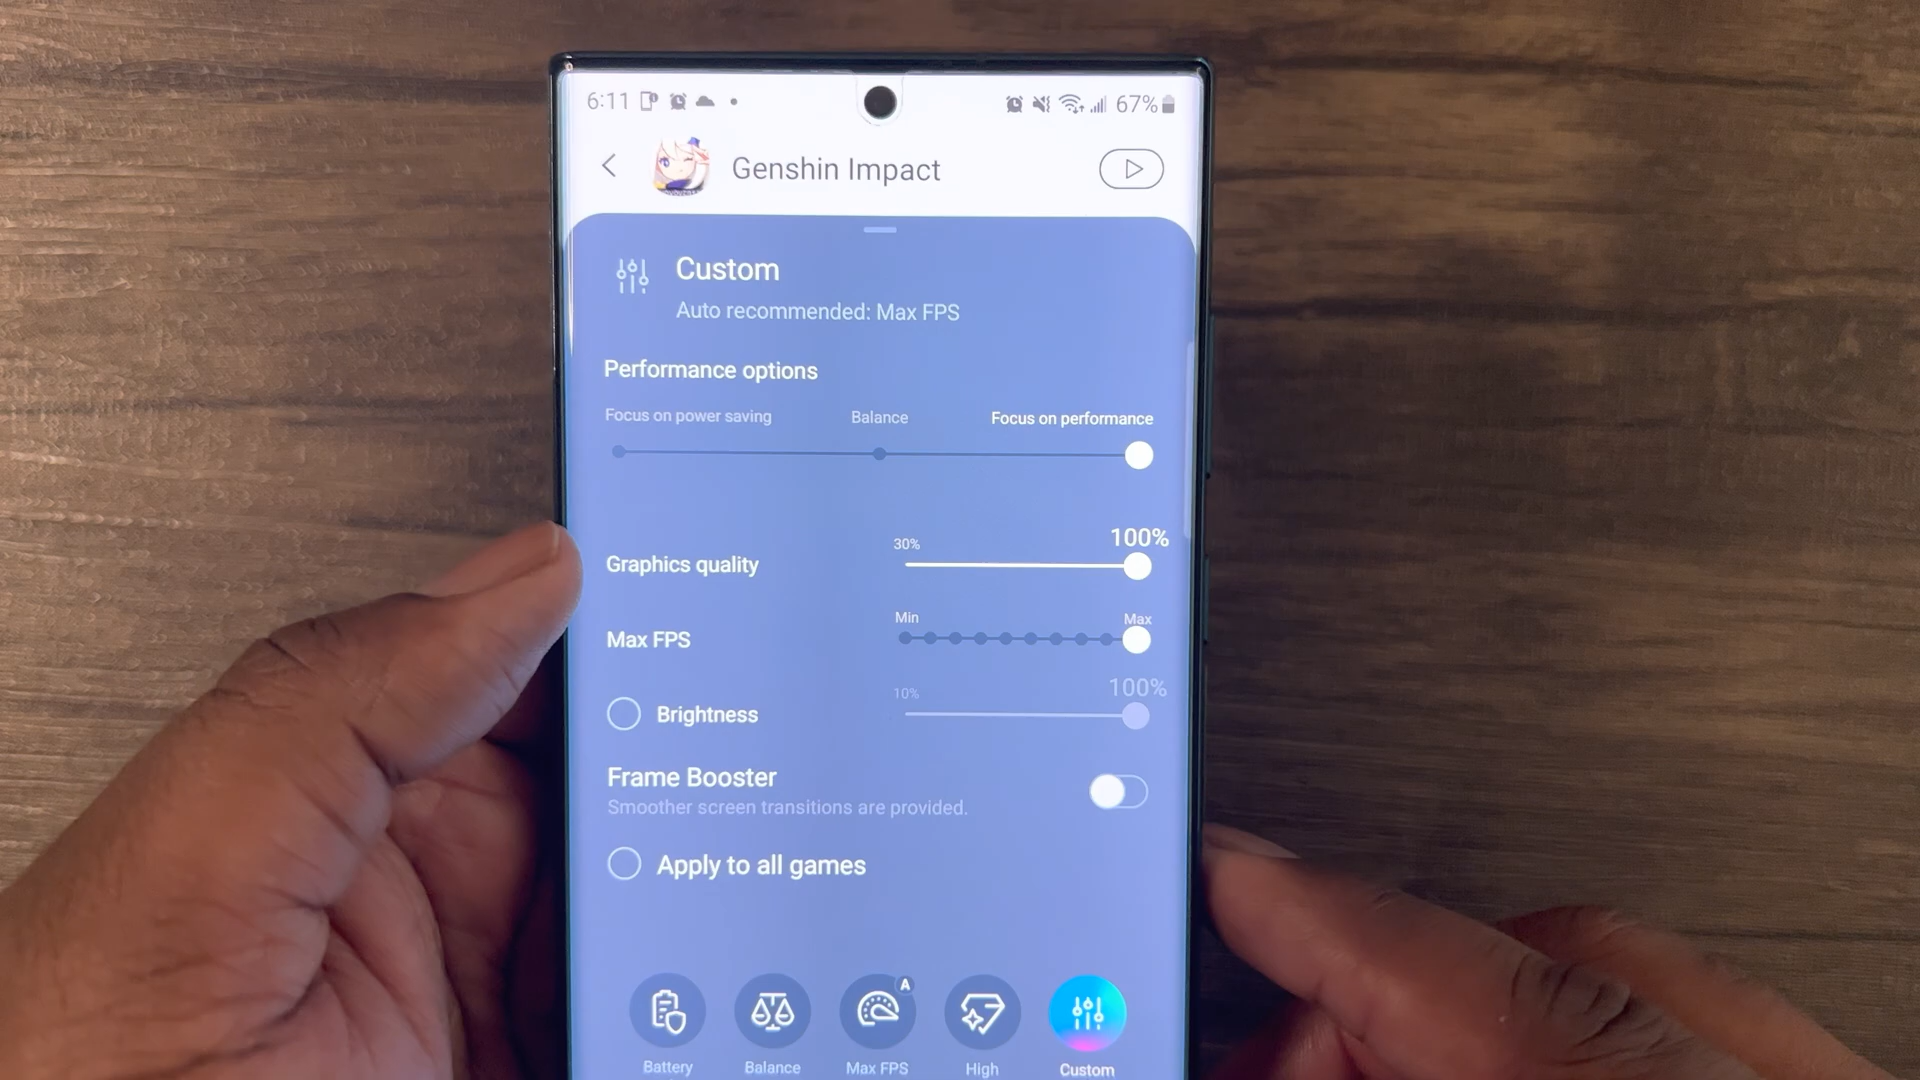 6:11
67%
Genshin Impact
Custom
Auto recommended: Max FPS
Performance options
Focus on power saving
Balance
Focus on performance
Graphics quality
30%
100%
Max FPS
Min
Max
Brightness
10%
100%
Frame Booster
Smoother screen transitions are provided.
Apply to all games
A
Battery
Balance
Max FPS
High
Custom